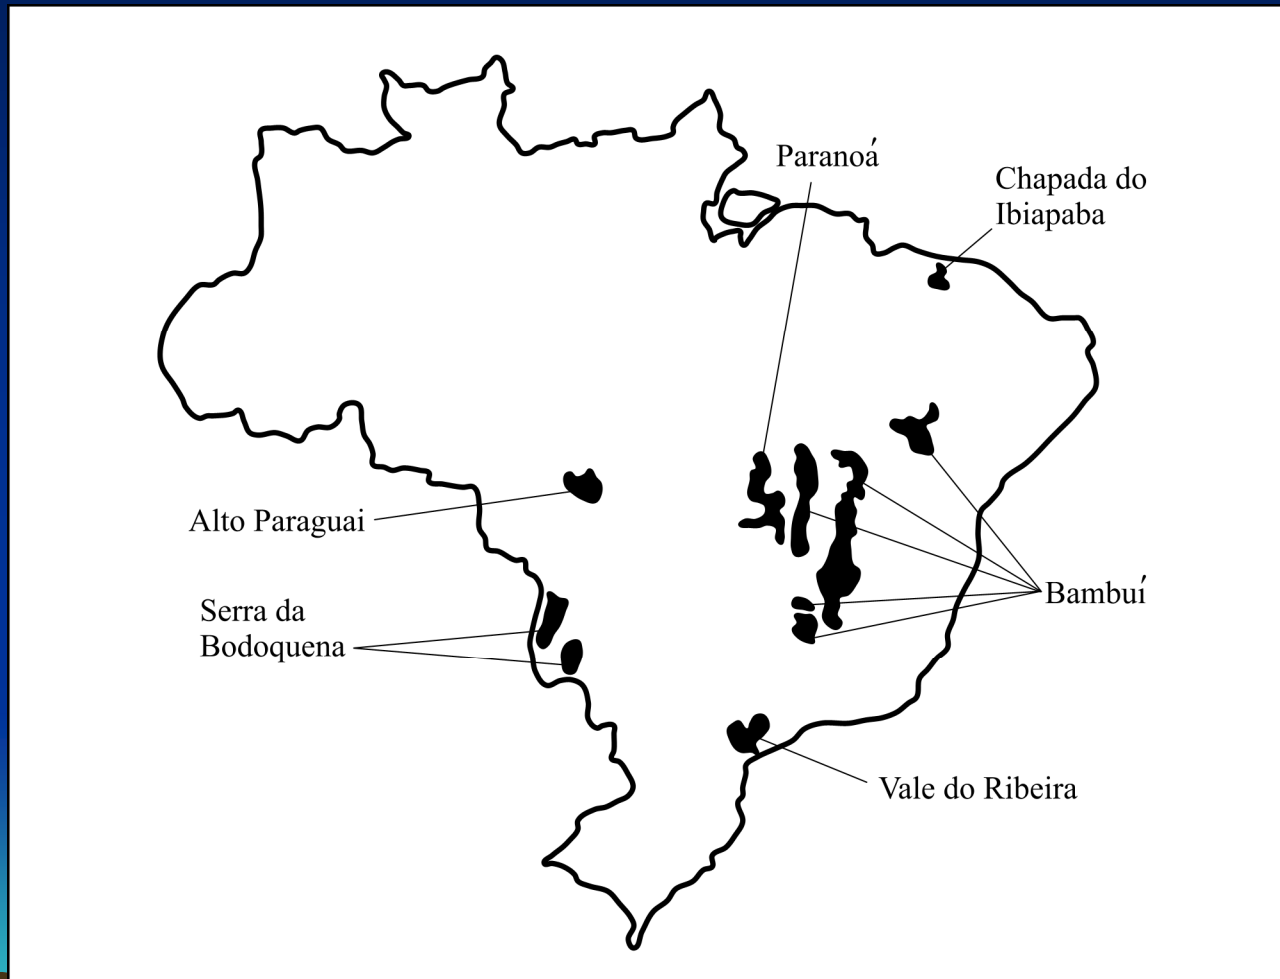 Paranoá
Chapada do
Ibiapaba
Alto Paraguai
Serra da
Bodoquena
Bambuí
Vale do Ribeira